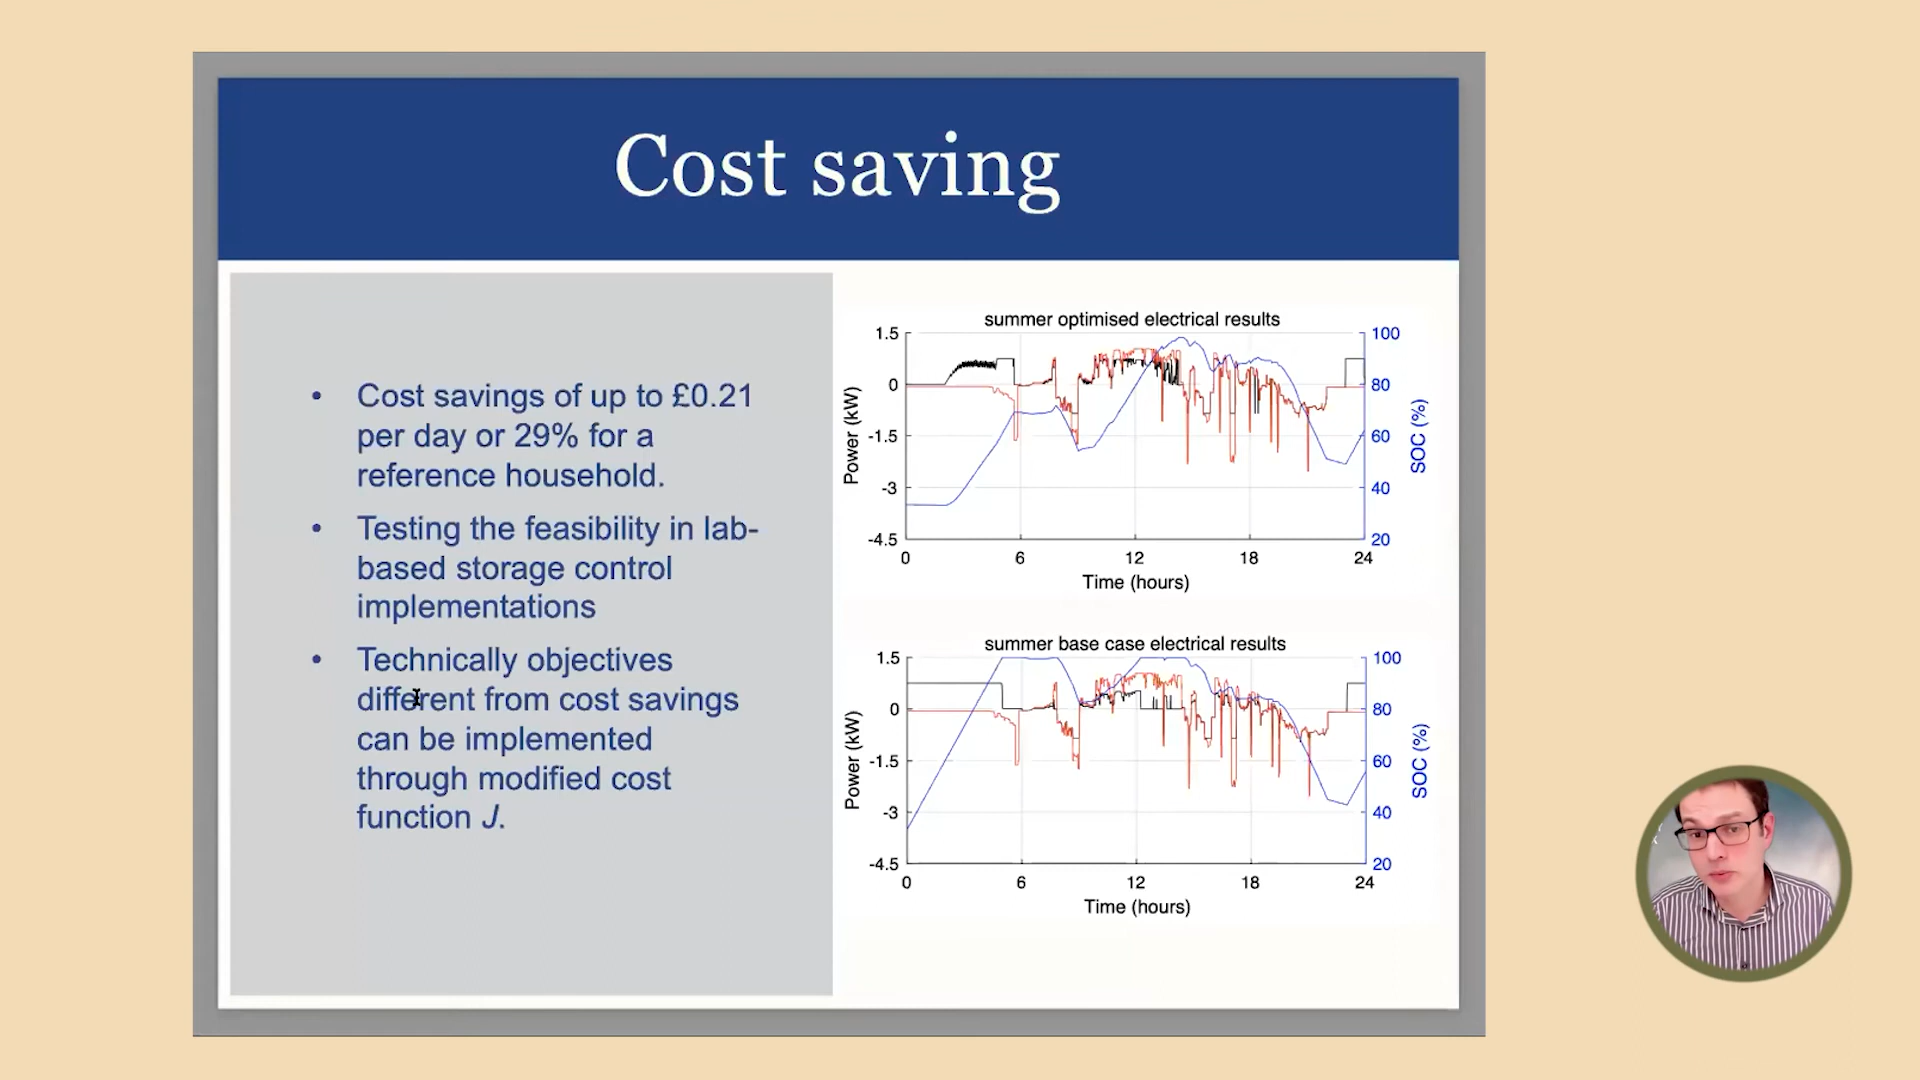 Cost saving
• Cost savings of up to £0.21
per day or 29% for a
reference household.
• Testing the feasibility in lab-
based storage control
implementations
• Technically objectives
different from cost savings
can be implemented
through modified cost
function J.
summer optimised electrical results
1.5
0
-1.5
-3
-4.5
Power (kW)
100
80
60
40
20
SOC (%)
0 6 12 18 24
Time (hours)
summer base case electrical results
1.5
0
-1.5
-3
-4.5
Power (kW)
100
80
60
40
20
SOC (%)
0 6 12 18 24
Time (hours)